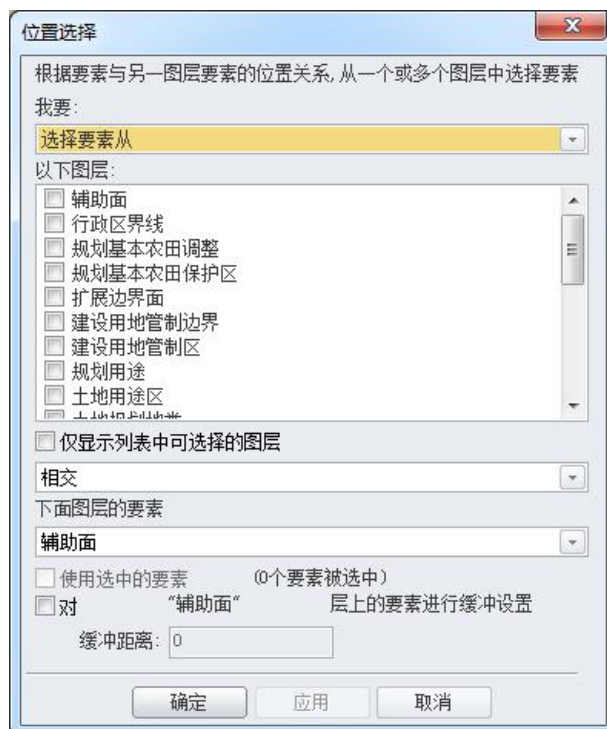 位置选择
根据要素与另一图层要素的位置关系,从一个或多个图层中选择要素
我要:
选择要素从
以下图层:
辅助面
行政区界线
规划基本农田调整
规划基本农田保护区
扩展边界面
建设用地管制边界
建设用地管制区
规划用途
土地用途区
土地规划地类
仅显示列表中可选择的图层
相交
下面图层的要素
辅助面
使用选中的要素 (0个要素被选中)
对 “辅助面“ 层上的要素进行缓冲设置
缓冲距离: 0
确定 应用 取消